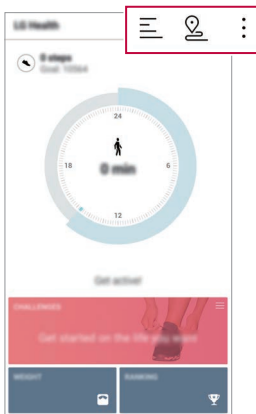 LG Health
0 steps
Goal: 10564
24
18
6
0 min
12
Get active!
CHALLENGES
Get started on the life you want
WEIGHT
RANKING